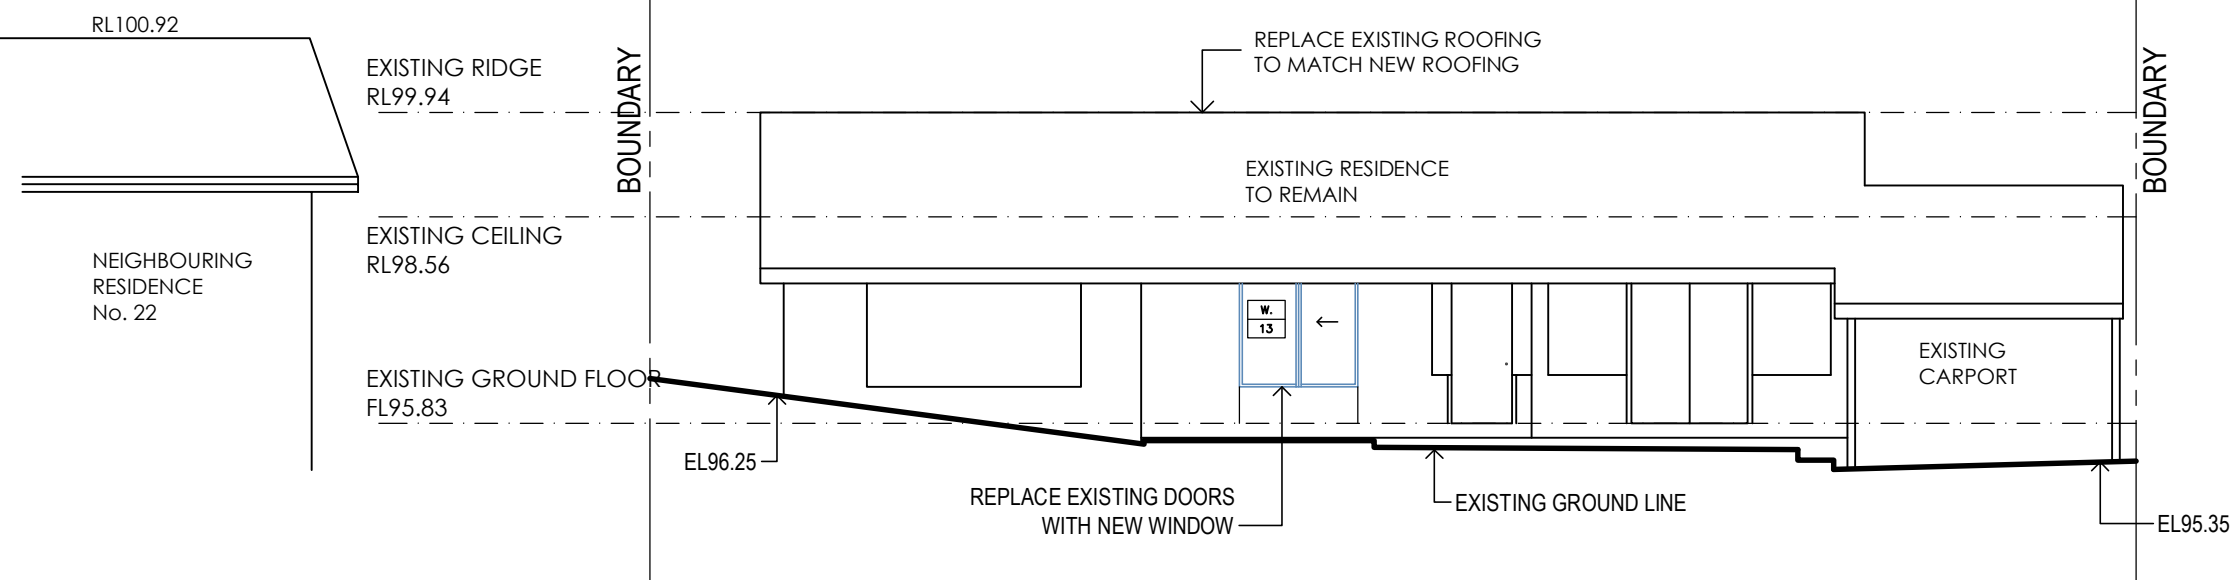 RL100.92
EXISTING RIDGE
RL99.94
BOUNDARY
REPLACE EXISTING ROOFING
TO MATCH NEW ROOFING
BOUNDARY
EXISTING RESIDENCE
TO REMAIN
EXISTING CEILING
RL98.56
NEIGHBOURING
RESIDENCE
No. 22
W.
13
EXISTING
CARPORT
EXISTING GROUND FLOOR
FL95.83
EL96.25
REPLACE EXISTING DOORS
WITH NEW WINDOW
EXISTING GROUND LINE
EL95.35